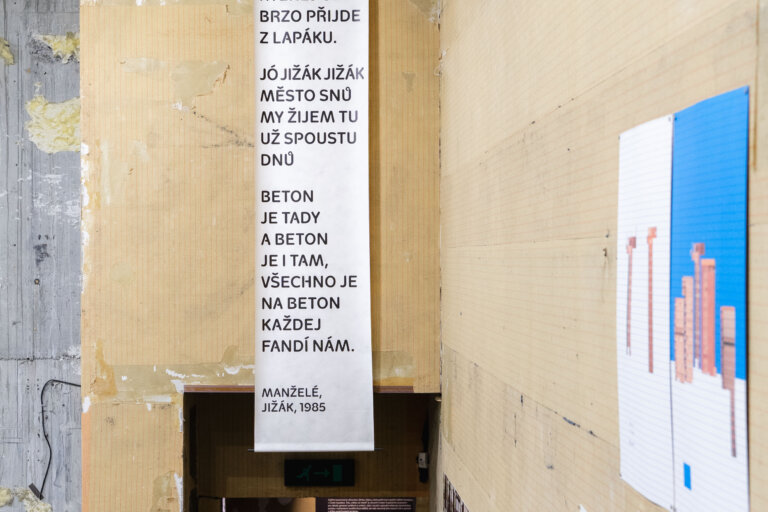 BRZO PŘIJDE
Z LAPÁKU.
JÓ JIŽÁK JIŽÁK
MĚSTO SNŮ
MY ŽIJEM TU
UŽ SPOUSTU
DNŮ
BETON
JE TADY
A BETON
JE I TAM,
VŠECHNO JE
NA BETON
KAŽDEJ
FANDÍ NÁM.
MANŽELÉ,
JIŽÁK, 1985